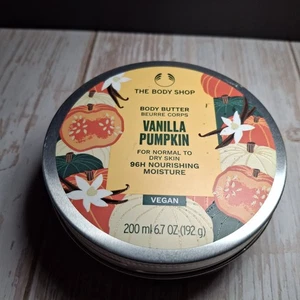 THE BODY SHOP
BODY BUTTER
BEURRE CORPS
VANILLA
PUMPKIN
FOR NORMAL TO
DRY SKIN
96H NOURISHING
MOISTURE
VEGAN
200 ml 6.7 OZ (192 g)